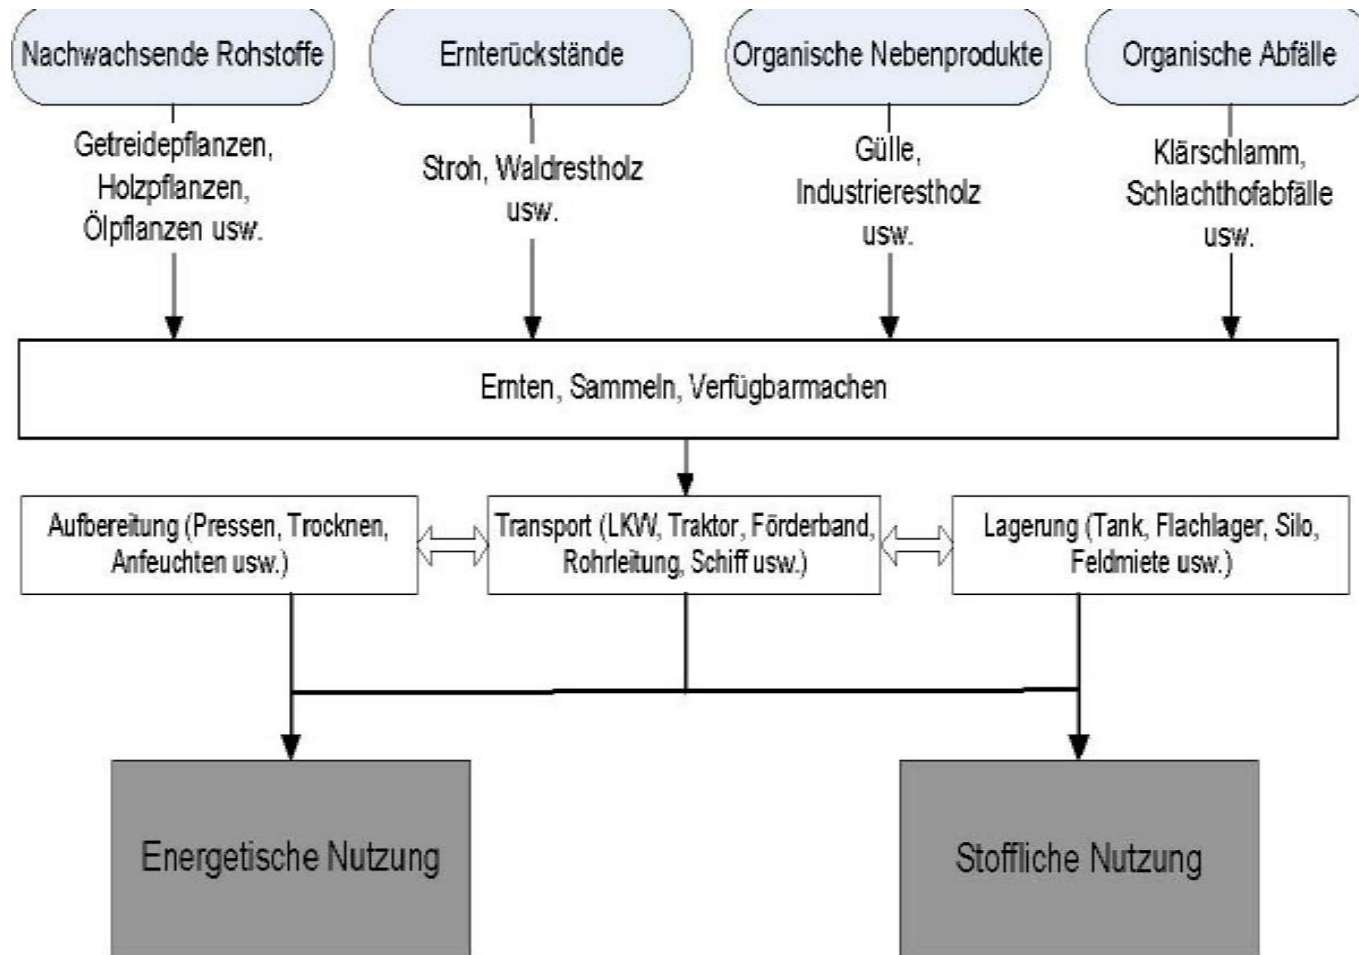 Nachwachsende Rohstoffe
Ernterückstände
Organische Nebenprodukte
Organische Abfälle
Getreidepflanzen,
Holzpflanzen,
Ölpflanzen usw.
Stroh, Waldrestholz
usw.
Gülle,
Industrierestholz
usw.
Klärschlamm,
Schlachthofabfälle
usw.
Ernten, Sammeln, Verfügbarmachen
Aufbereitung (Pressen, Trocknen,
Anfeuchten usw.)
Transport (LKW, Traktor, Förderband,
Rohrleitung, Schiff usw.)
Lagerung (Tank, Flachlager, Silo,
Feldmiete usw.)
Energetische Nutzung
Stoffliche Nutzung